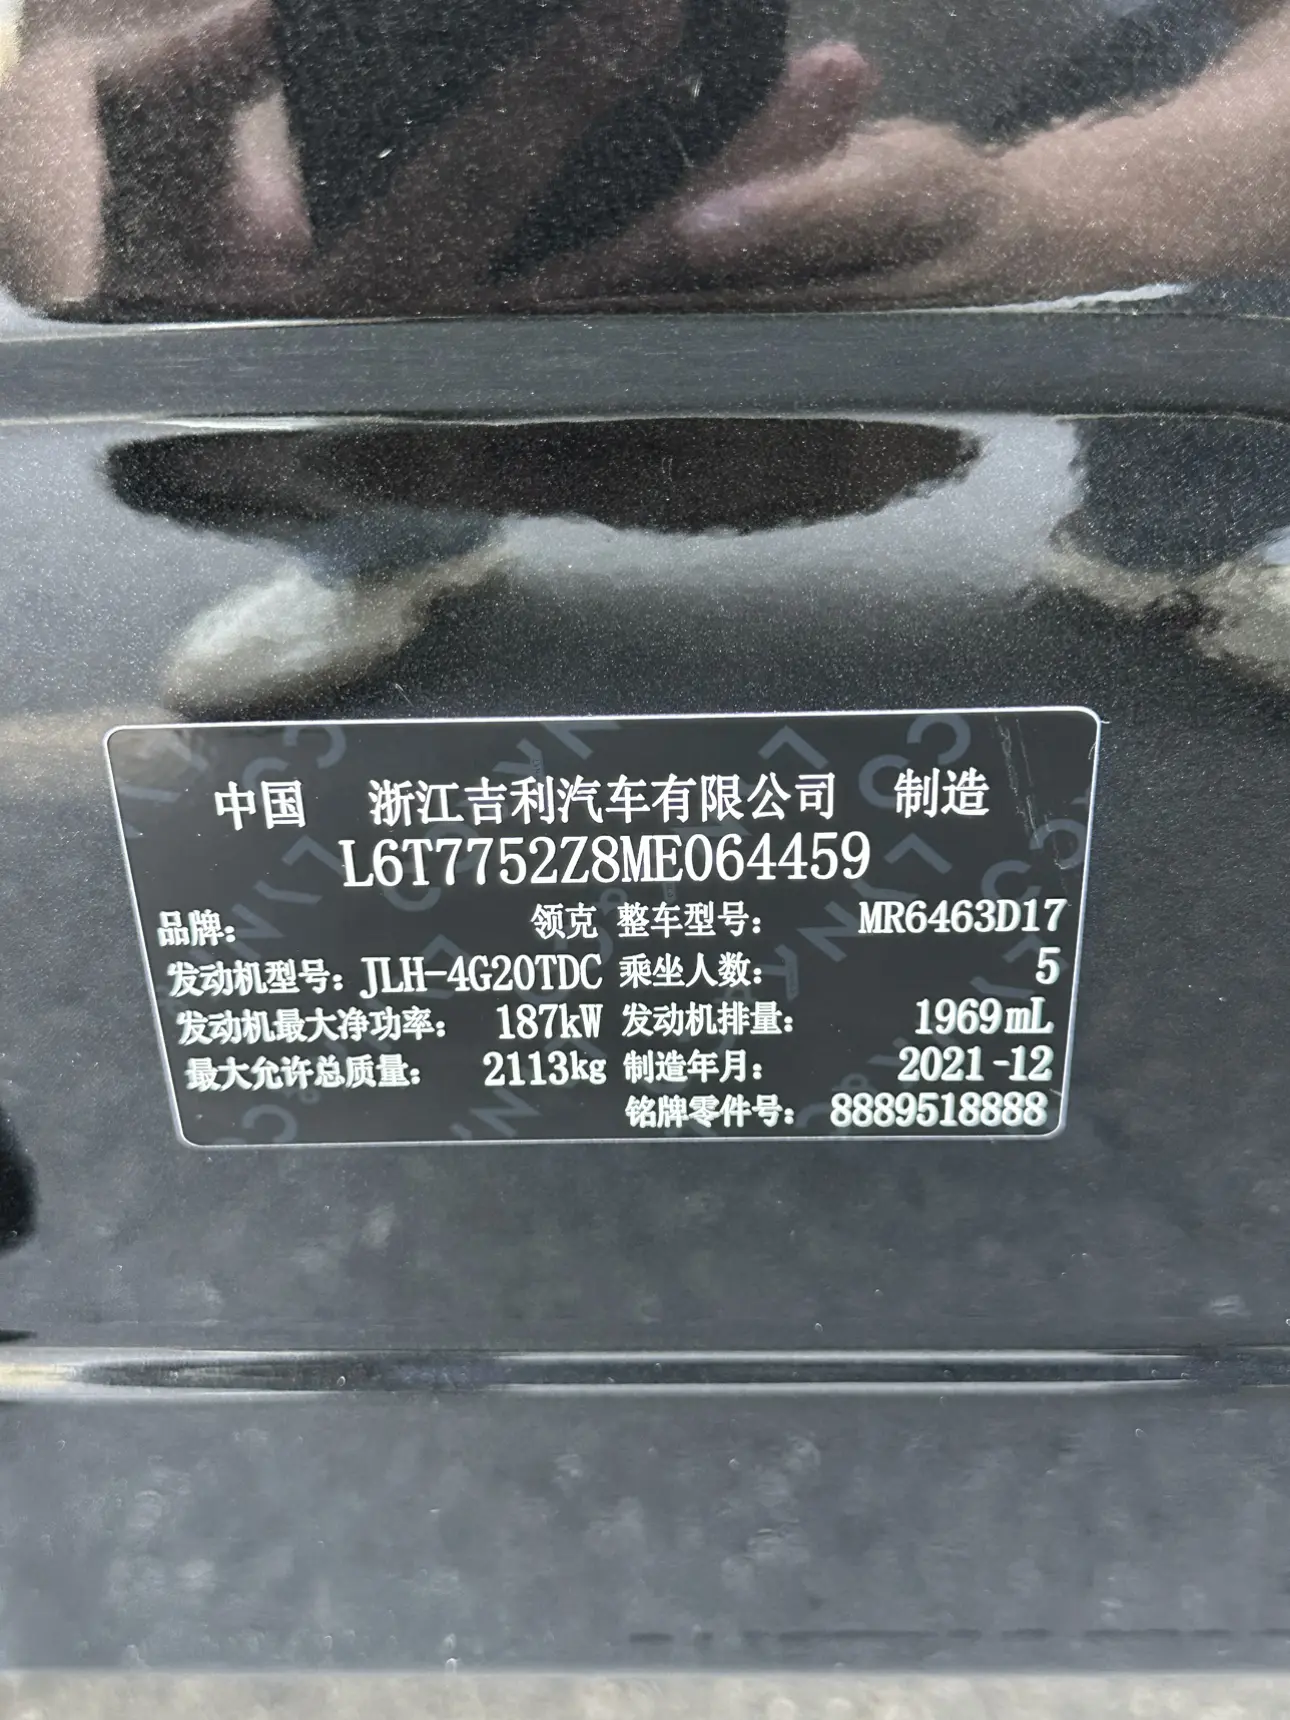 中国 浙江吉利汽车有限公司 制造
L6T7752Z8ME064459
品牌: 领克 整车型号: MR6463D17
发动机型号: JLH-4G20TDC 乘坐人数: 5
发动机最大净功率: 187kW 发动机排量: 1969mL
最大允许总质量: 2113kg 制造年月: 2021-12
铭牌零件号: 8889518888